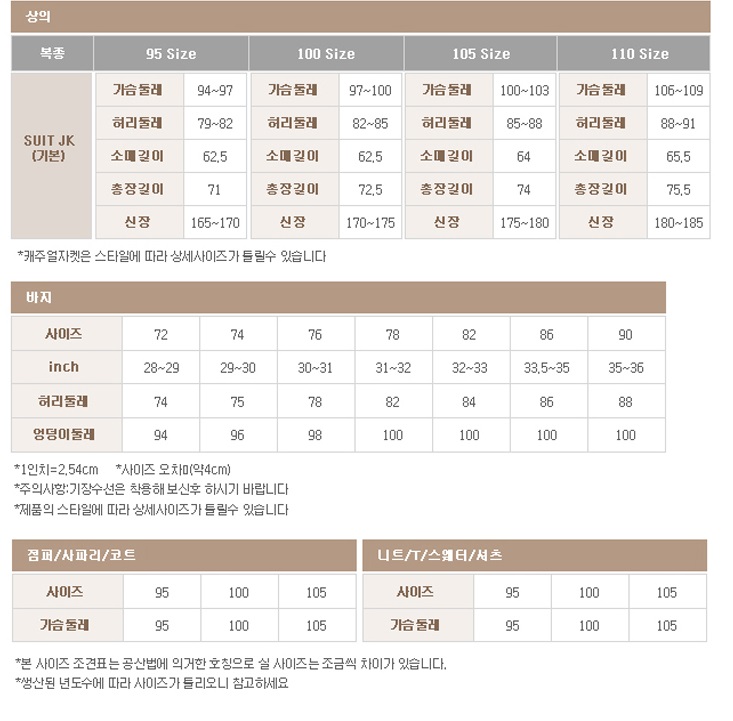 상의
복종 95 Size 100 Size 105 Size 110 Size
가슴둘레 94~97 가슴둘레 97~100 가슴둘레 100~103 가슴둘레 106~109
허리둘레 79~82 허리둘레 82~85 허리둘레 85~88 허리둘레 88~91
SUIT JK
(기본)
소매길이 62.5 소매길이 62.5 소매길이 64 소매길이 65.5
총장길이 71 총장길이 72.5 총장길이 74 총장길이 75.5
신장 165~170 신장 170~175 신장 175~180 신장 180~185
*캐주얼자켓은 스타일에 따라 상세사이즈가 틀릴수 있습니다
바지
사이즈 72 74 76 78 82 86 90
inch 28~29 29~30 30~31 31~32 32~33 33.5~35 35~36
허리둘레 74 75 78 82 84 86 88
엉덩이둘레 94 96 98 100 100 100 100
*1인치=2.54cm *사이즈 오차m(약4cm)
*주의사항:기장수선은 착용해 보신후 하시기 바랍니다
*제품의 스타일에 따라 상세사이즈가 틀릴수 있습니다
점퍼/사파리/코트 니트/T/스웨터/셔츠
사이즈 95 100 105 사이즈 95 100 105
가슴둘레 95 100 105 가슴둘레 95 100 105
*본 사이즈 조견표는 공산법에 의거한 호칭으로 실 사이즈는 조금씩 차이가 있습니다.
*생산된 년도수에 따라 사이즈가 틀리오니 참고하세요